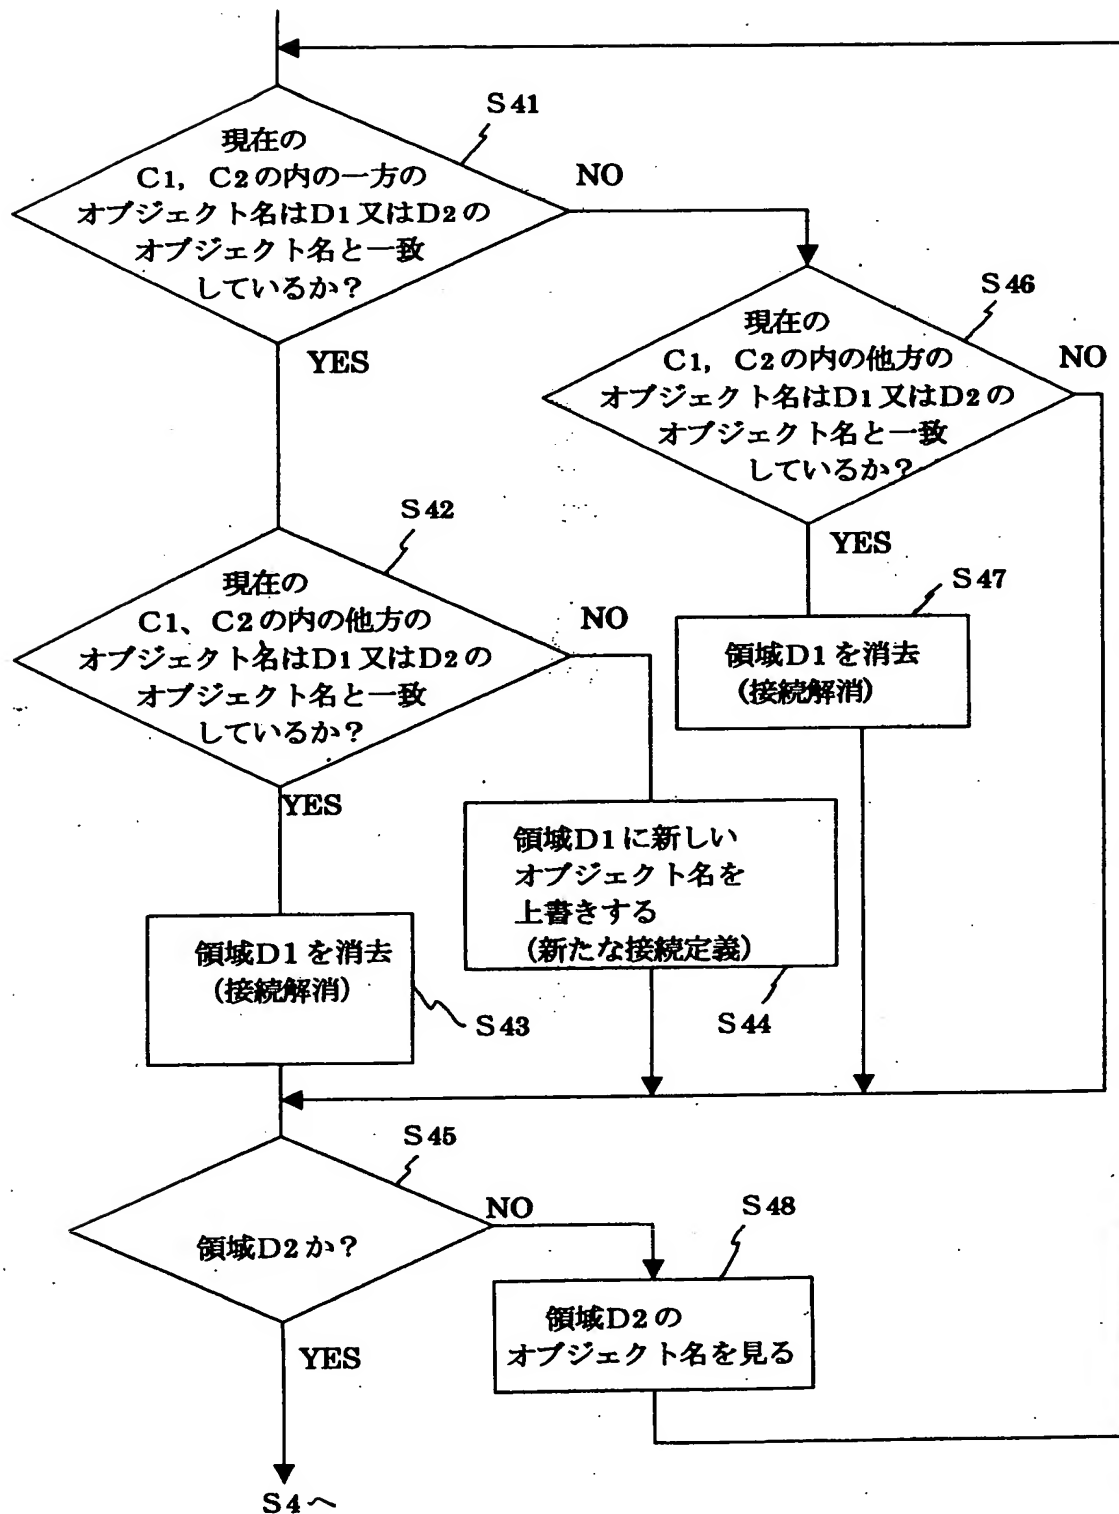 S41
現在の
C1, C2の内の一方の
オブジェクト名はD1又はD2の
オブジェクト名と一致
しているか？
NO
YES
S46
現在の
C1, C2の内の他方の
オブジェクト名はD1又はD2の
オブジェクト名と一致
しているか？
NO
YES
S42
現在の
C1、C2の内の他方の
オブジェクト名はD1又はD2の
オブジェクト名と一致
しているか？
NO
YES
S47
領域D1を消去
(接続解消)
領域D1に新しい
オブジェクト名を
上書きする
(新たな接続定義)
S44
領域D1を消去
(接続解消)
S43
S45
領域D2か？
NO
YES
S48
領域D2の
オブジェクト名を見る
S4へ